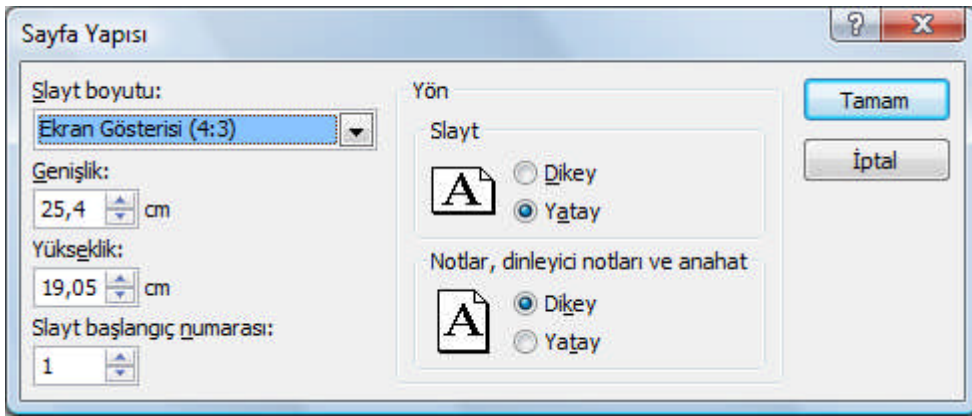 Sayfa Yapısı
Slayt boyutu:
Ekran Gösterisi (4:3)
Genişlik:
25,4 cm
Yükseklik:
19,05 cm
Slayt başlangıç numarası:
1
Yön
Slayt
A
Dikey
Yatay
Notlar, dinleyici notları ve anahat
A
Dikey
Yatay
Tamam
İptal